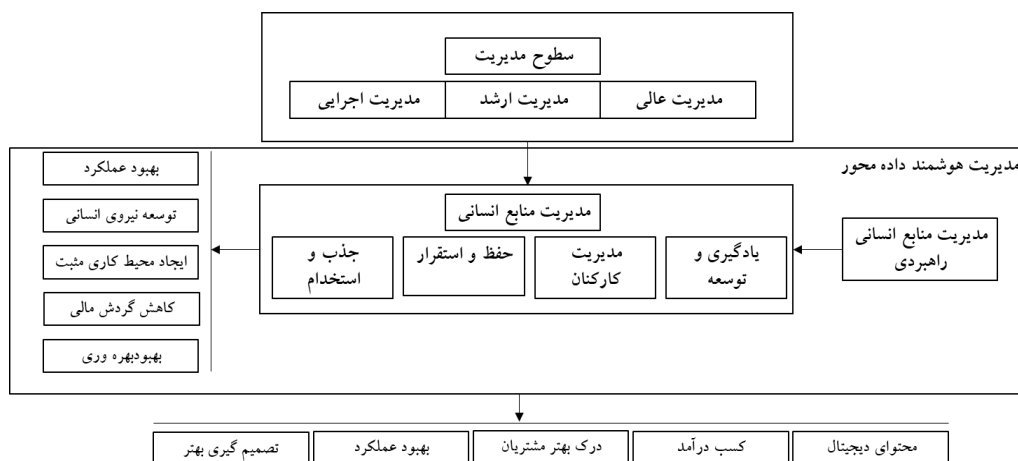 سطوح مدیریت
مدیریت عالی
مدیریت ارشد
مدیریت اجرایی
مدیریت هوشمند داده محور
مدیریت منابع انسانی
راهبردی
مدیریت منابع انسانی
یادگیری و
توسعه
مدیریت
کارکنان
حفظ و استقرار
جذب و
استخدام
بهبود عملکرد
توسعه نیروی انسانی
ایجاد محیط کاری مثبت
کاهش گردش مالی
بهبودبهره وری
محتوای دیجیتال
کسب درآمد
درک بهتر مشتریان
بهبود عملکرد
تصمیم گیری بهتر